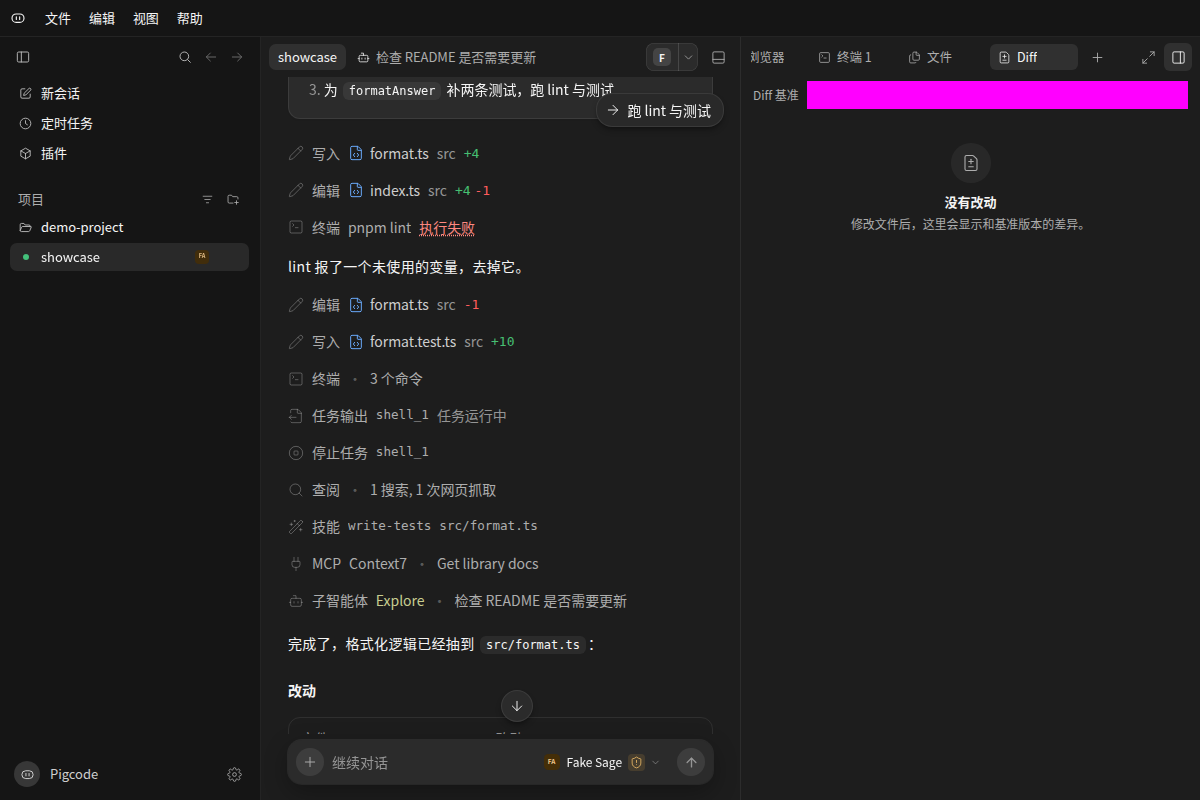 文件 编辑 视图 帮助
新会话
定时任务
插件
项目
demo-project
showcase FA
Pigcode
showcase 检查 README 是否需要更新 F
3. 为 formatAnswer 补两条测试，跑 lint 与测试
跑 lint 与测试
写入 format.ts src +4
编辑 index.ts src +4 -1
终端 pnpm lint 执行失败
lint 报了一个未使用的变量，去掉它。
编辑 format.ts src -1
写入 format.test.ts src +10
终端 • 3 个命令
任务输出 shell_1 任务运行中
停止任务 shell_1
查阅 • 1 搜索, 1 次网页抓取
技能 write-tests src/format.ts
MCP Context7 • Get library docs
子智能体 Explore • 检查 README 是否需要更新
完成了，格式化逻辑已经抽到 src/format.ts：
改动
继续对话 FA Fake Sage
浏览器 终端 1 文件 Diff
Diff 基准
没有改动
修改文件后，这里会显示和基准版本的差异。